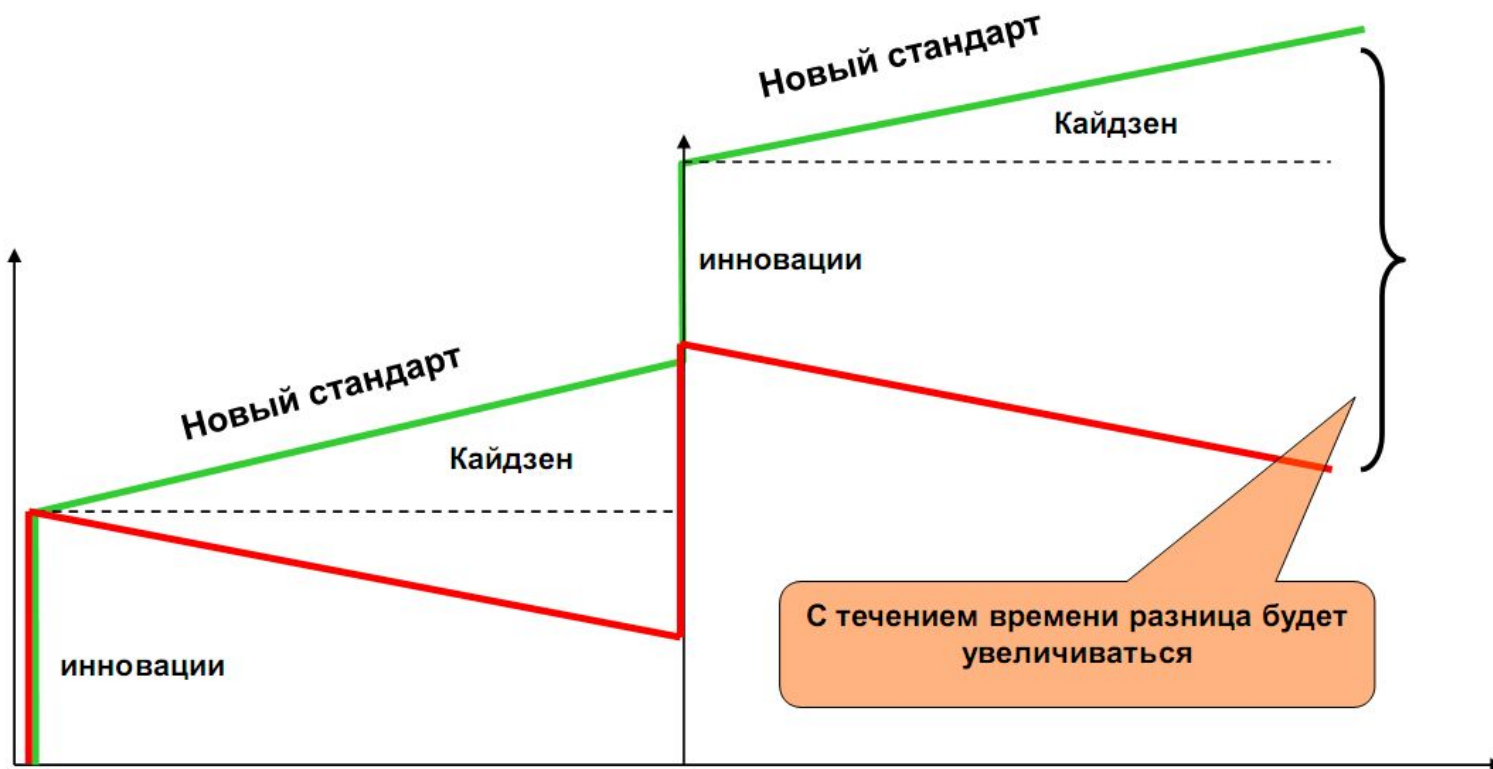 Новый стандарт
Кайдзен
инновации
Новый стандарт
Кайдзен
инновации
С течением времени разница будет
увеличиваться